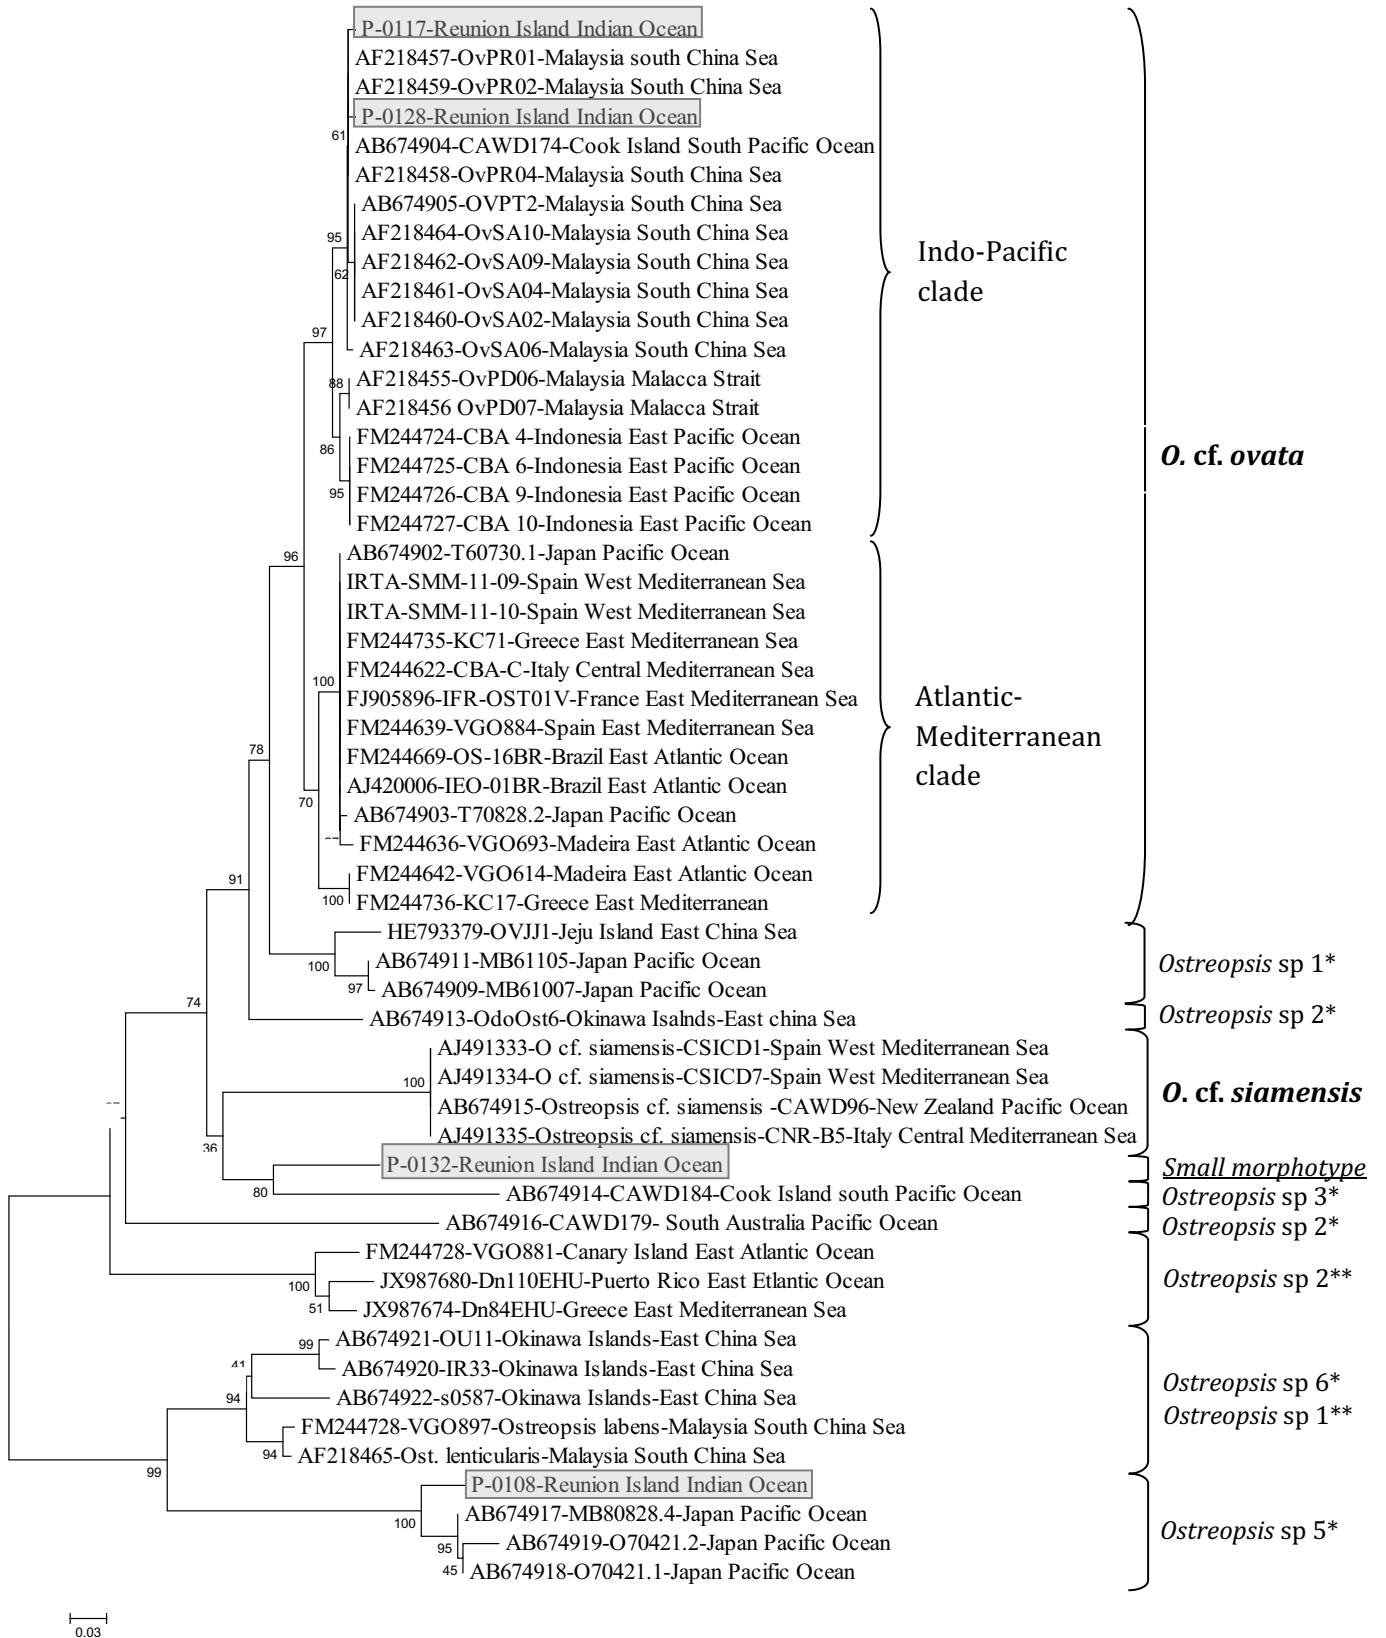 P-0117-Reunion Island Indian Ocean
AF218457-OvPR01-Malaysia south China Sea
AF218459-OvPR02-Malaysia South China Sea
P-0128-Reunion Island Indian Ocean
61
AB674904-CAWD174-Cook Island South Pacific Ocean
AF218458-OvPR04-Malaysia South China Sea
AB674905-OVPT2-Malaysia South China Sea
AF218464-OvSA10-Malaysia South China Sea
95
AF218462-OvSA09-Malaysia South China Sea
62
Indo-Pacific
clade
AF218461-OvSA04-Malaysia South China Sea
AF218460-OvSA02-Malaysia South China Sea
97
AF218463-OvSA06-Malaysia South China Sea
AF218455-OvPD06-Malaysia Malacca Strait
88
AF218456 OvPD07-Malaysia Malacca Strait
FM244724-CBA 4-Indonesia East Pacific Ocean
86
O. cf. ovata
FM244725-CBA 6-Indonesia East Pacific Ocean
FM244726-CBA 9-Indonesia East Pacific Ocean
95
FM244727-CBA 10-Indonesia East Pacific Ocean
AB674902-T60730.1-Japan Pacific Ocean
96
IRTA-SMM-11-09-Spain West Mediterranean Sea
IRTA-SMM-11-10-Spain West Mediterranean Sea
FM244735-KC71-Greece East Mediterranean Sea
FM244622-CBA-C-Italy Central Mediterranean Sea
100
FJ905896-IFR-OST01V-France East Mediterranean Sea
Atlantic-
Mediterranean
clade
FM244639-VGO884-Spain East Mediterranean Sea
78
FM244669-OS-16BR-Brazil East Atlantic Ocean
AJ420006-IEO-01BR-Brazil East Atlantic Ocean
70
AB674903-T70828.2-Japan Pacific Ocean
FM244636-VGO693-Madeira East Atlantic Ocean
FM244642-VGO614-Madeira East Atlantic Ocean
91
100
FM244736-KC17-Greece East Mediterranean
HE793379-OVJJ1-Jeju Island East China Sea
100
AB674911-MB61105-Japan Pacific Ocean
Ostreopsis sp 1*
97
AB674909-MB61007-Japan Pacific Ocean
74
AB674913-OdoOst6-Okinawa Isalnds-East china Sea
Ostreopsis sp 2*
AJ491333-O cf. siamensis-CSICD1-Spain West Mediterranean Sea
100
AJ491334-O cf. siamensis-CSICD7-Spain West Mediterranean Sea
O. cf. siamensis
AB674915-Ostreopsis cf. siamensis -CAWD96-New Zealand Pacific Ocean
AJ491335-Ostreopsis cf. siamensis-CNR-B5-Italy Central Mediterranean Sea
36
P-0132-Reunion Island Indian Ocean
Small morphotype
80
AB674914-CAWD184-Cook Island south Pacific Ocean
Ostreopsis sp 3*
AB674916-CAWD179- South Australia Pacific Ocean
Ostreopsis sp 2*
FM244728-VGO881-Canary Island East Atlantic Ocean
100
JX987680-Dn110EHU-Puerto Rico East Etlantic Ocean
Ostreopsis sp 2**
51
JX987674-Dn84EHU-Greece East Mediterranean Sea
AB674921-OU11-Okinawa Islands-East China Sea
99
41
AB674920-IR33-Okinawa Islands-East China Sea
Ostreopsis sp 6*
94
AB674922-s0587-Okinawa Islands-East China Sea
Ostreopsis sp 1**
FM244728-VGO897-Ostreopsis labens-Malaysia South China Sea
94
AF218465-Ost. lenticularis-Malaysia South China Sea
99
P-0108-Reunion Island Indian Ocean
AB674917-MB80828.4-Japan Pacific Ocean
100
Ostreopsis sp 5*
AB674919-O70421.2-Japan Pacific Ocean
95
45
AB674918-O70421.1-Japan Pacific Ocean
0.03